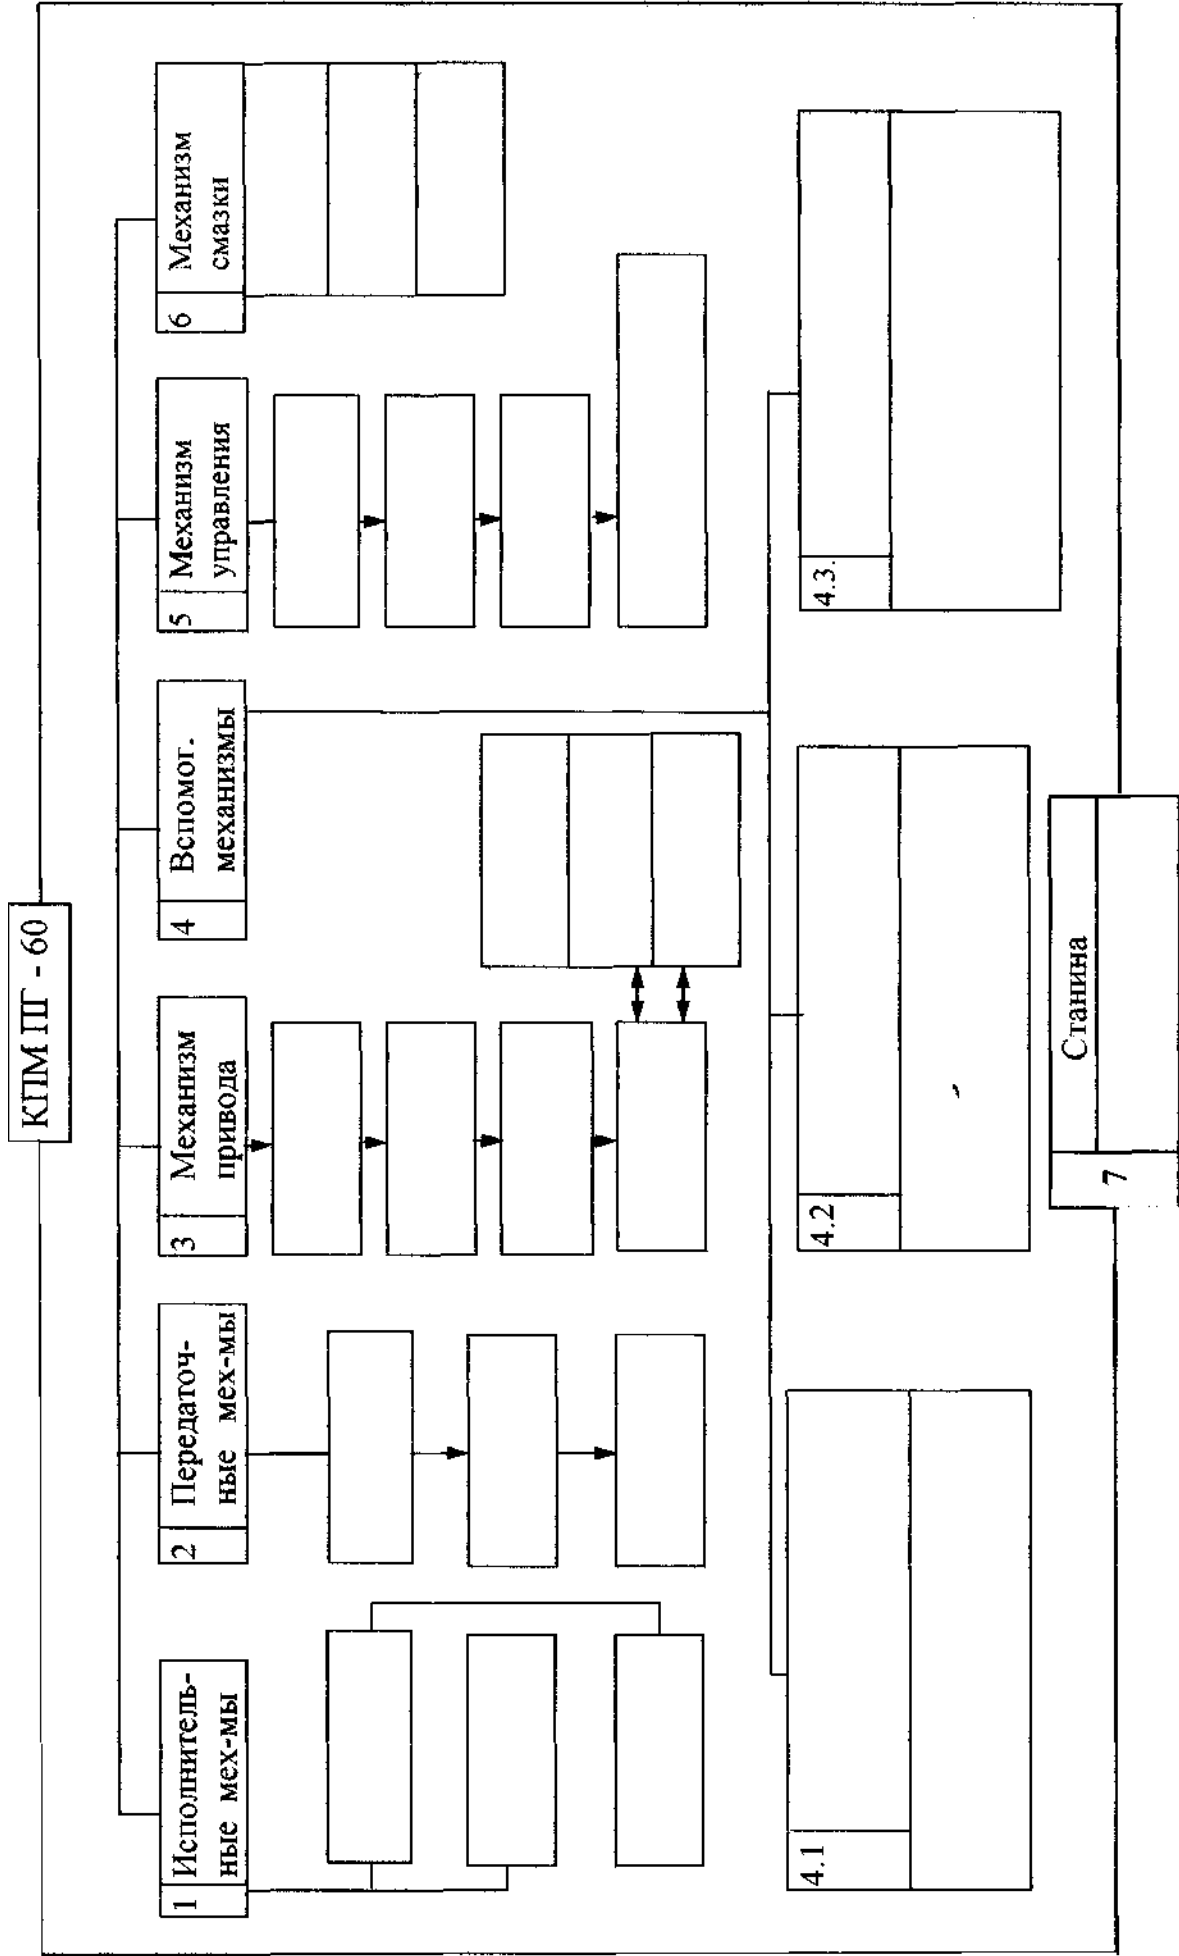 КПМ ПГ - 60
1 Исполнитель-
ные мех-мы
2 Передаточ-
ные мех-мы
3 Механизм
привода
4 Вспомог.
механизмы
5 Механизм
управления
6 Механизм
смазки
4.1
4.2
4.3.
7 Станина